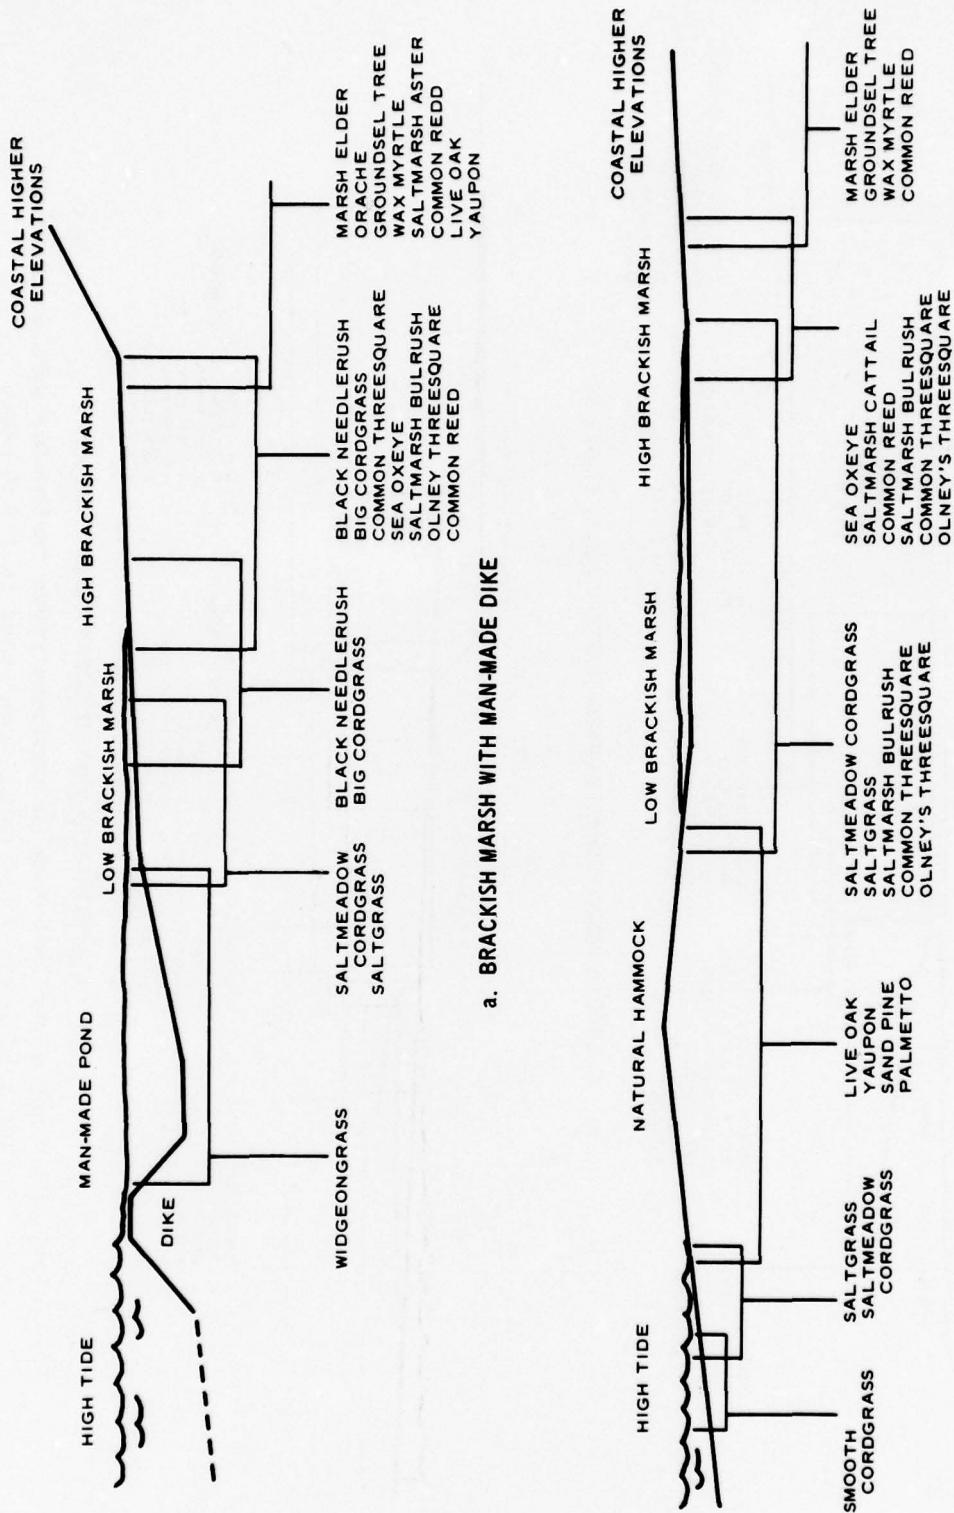 COASTAL HIGHER
ELEVATIONS
HIGH BRACKISH MARSH
LOW BRACKISH MARSH
MAN-MADE POND
DIKE
HIGH TIDE
WIDGEONGRASS
SALTMEADOW
CORDGRASS
SALTGRASS
BLACK NEEDLERUSH
BIG CORDGRASS
BLACK NEEDLERUSH
BIG CORDGRASS
COMMON THREESQUARE
SEA OXEYE
SALTMARSH BULRUSH
OLNEY THREESQUARE
COMMON REED
MARSH ELDER
ORACHE
GROUNDSEL TREE
WAX MYRTLE
SALTMARSH ASTER
COMMON REDD
LIVE OAK
YAUPON
a. BRACKISH MARSH WITH MAN-MADE DIKE
COASTAL HIGHER
ELEVATIONS
HIGH BRACKISH MARSH
LOW BRACKISH MARSH
NATURAL HAMMOCK
HIGH TIDE
SMOOTH
CORDGRASS
SALTGRASS
SALTMEADOW
CORDGRASS
LIVE OAK
YAUPON
SAND PINE
PALMETTO
SALTMEADOW CORDGRASS
SALTGRASS
SALTMARSH BULRUSH
COMMON THREESQUARE
OLNEY'S THREESQUARE
SEA OXEYE
SALTMARSH CATTAIL
COMMON REED
SALTMARSH BULRUSH
COMMON THREESQUARE
OLNEY'S THREESQUARE
MARSH ELDER
GROUNDSEL TREE
WAX MYRTLE
COMMON REED